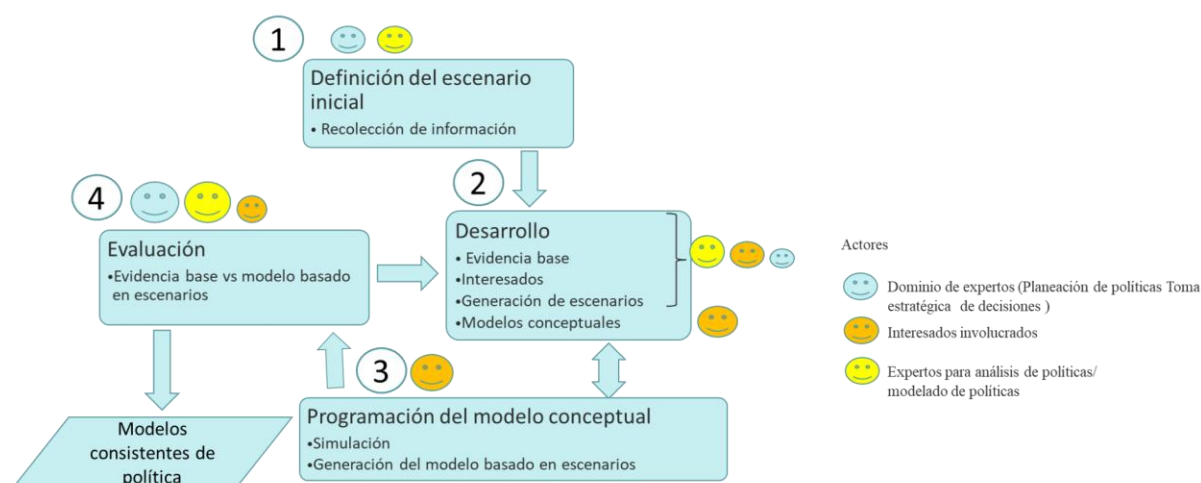 1
Definición del escenario
inicial
• Recolección de información
2
Desarrollo
• Evidencia base
•Interesados
•Generación de escenarios
•Modelos conceptuales
4
Evaluación
•Evidencia base vs modelo basado
en escenarios
3
Programación del modelo conceptual
•Simulación
•Generación del modelo basado en escenarios
Modelos
consistentes de
política
Actores
Dominio de expertos (Planeación de políticas Toma
estratégica de decisiones )
Interesados involucrados
Expertos para análisis de políticas/
modelado de políticas